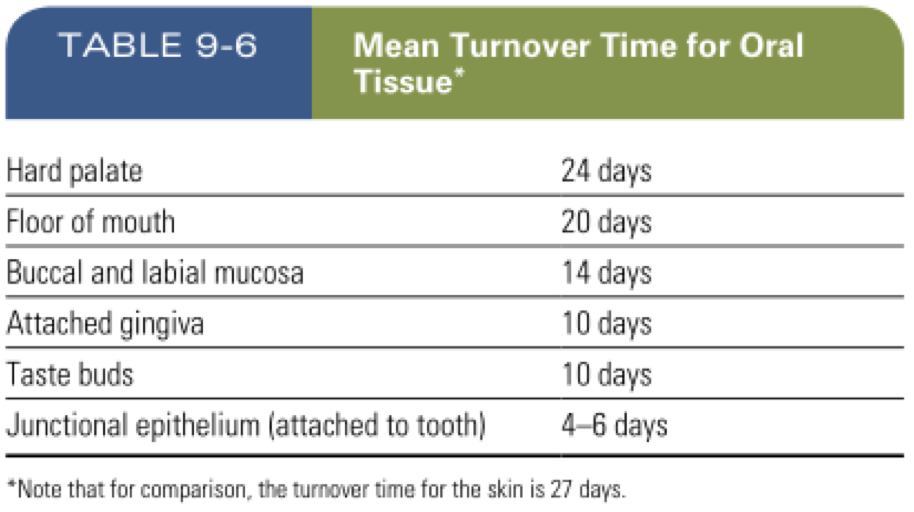 TABLE 9-6
Mean Turnover Time for Oral
Tissue*
Hard palate 24 days
Floor of mouth 20 days
Buccal and labial mucosa 14 days
Attached gingiva 10 days
Taste buds 10 days
Junctional epithelium (attached to tooth) 4–6 days
*Note that for comparison, the turnover time for the skin is 27 days.